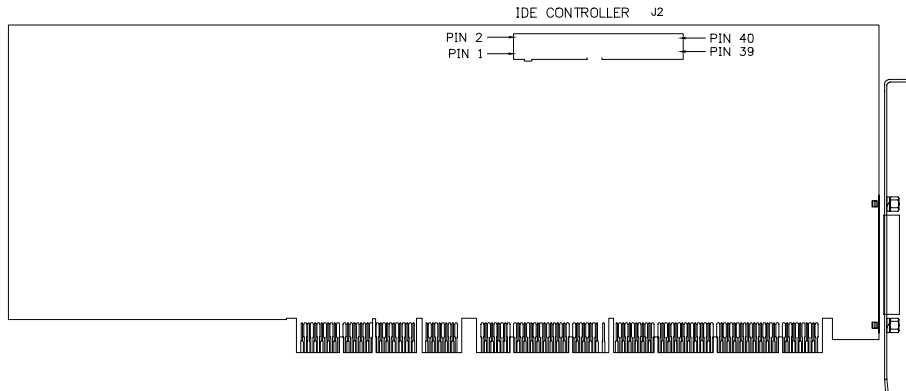 IDE CONTROLLER J2
PIN 2
PIN 40
PIN 1
PIN 39